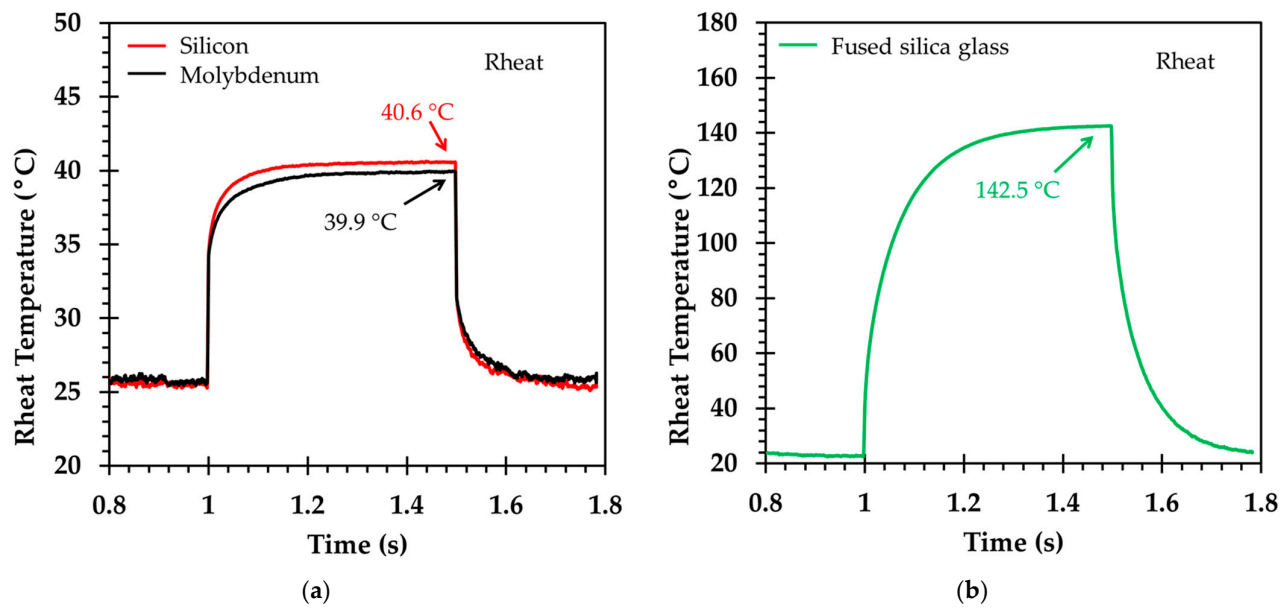 50
45
40
35
30
25
20
Rheat Temperature (°C)
Silicon
Molybdenum
Rheat
40.6 °C
39.9 °C
0.8
1
1.2
1.4
1.6
1.8
Time (s)
(a)
180
160
140
120
100
80
60
40
20
Rheat Temperature (°C)
Fused silica glass
Rheat
142.5 °C
0.8
1
1.2
1.4
1.6
1.8
Time (s)
(b)